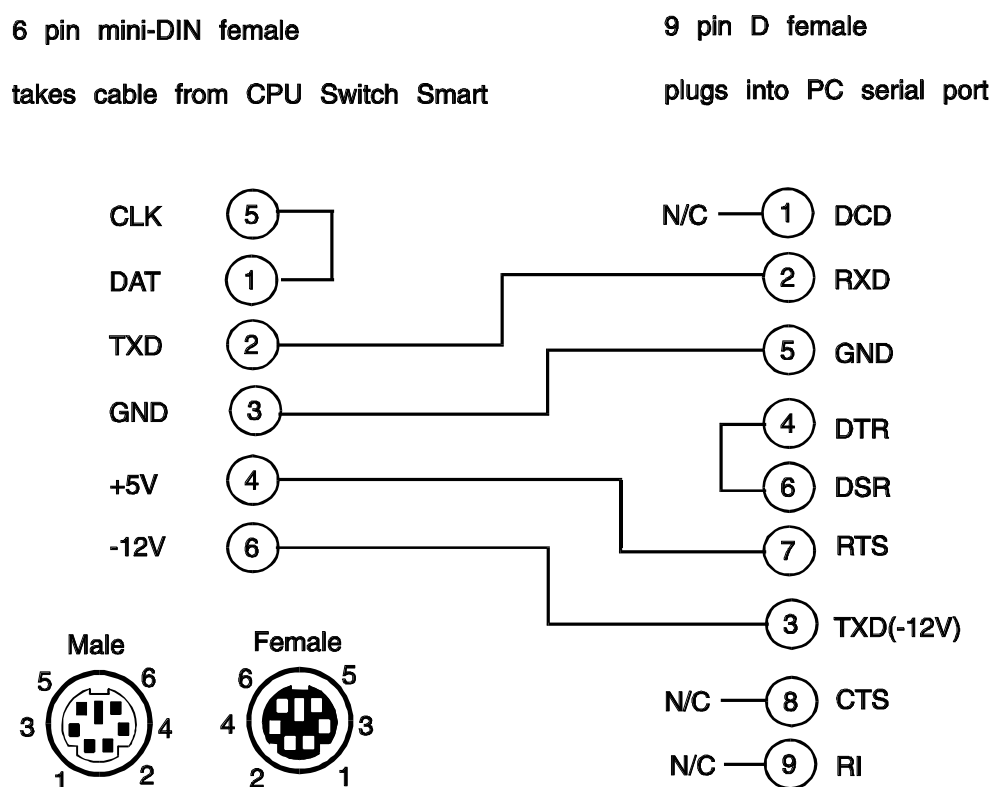 6 pin mini-DIN female
takes cable from CPU Switch Smart
9 pin D female
plugs into PC serial port
CLK 5
DAT 1
TXD 2
GND 3
+5V 4
-12V 6
N/C 1 DCD
2 RXD
5 GND
4 DTR
6 DSR
7 RTS
3 TXD(-12V)
N/C 8 CTS
N/C 9 RI
Male
5 6
3 4
1 2
Female
6 5
4 3
2 1